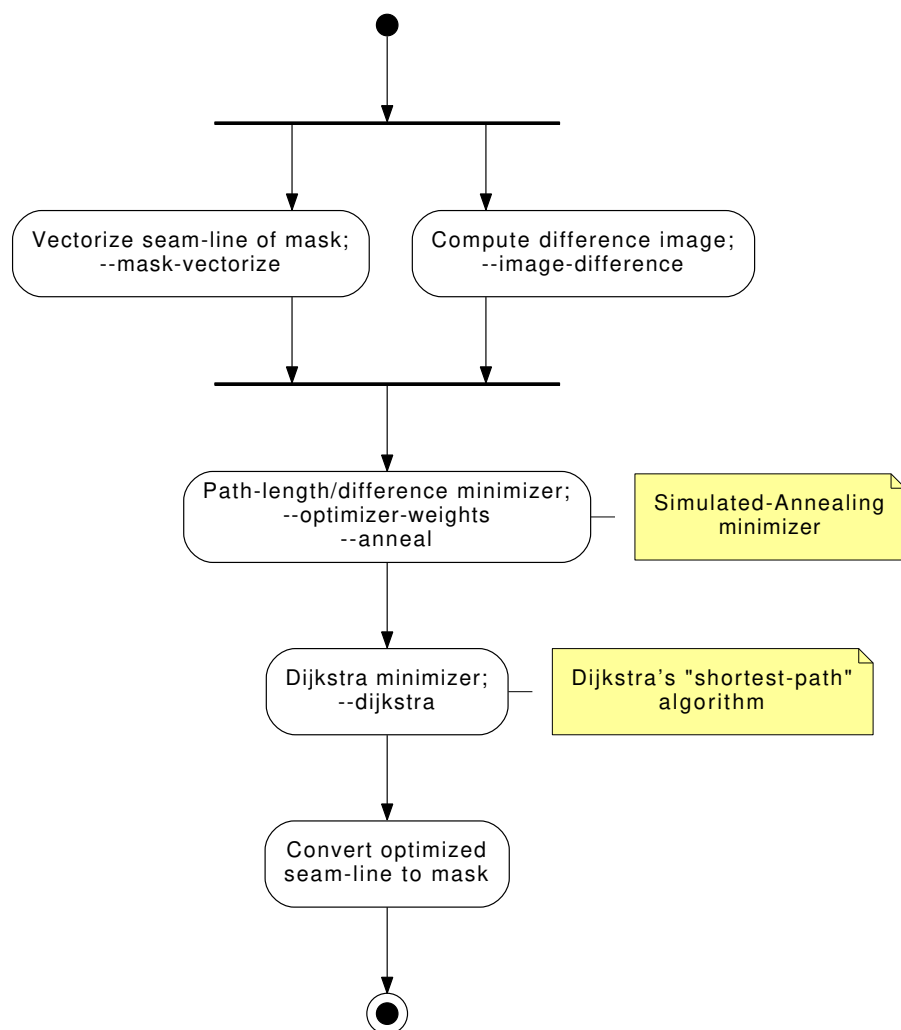 Vectorize seam-line of mask;
--mask-vectorize
Compute difference image;
--image-difference
Path-length/difference minimizer;
--optimizer-weights
--anneal
Simulated-Annealing
minimizer
Dijkstra minimizer;
--dijkstra
Dijkstra's "shortest-path"
algorithm
Convert optimized
seam-line to mask